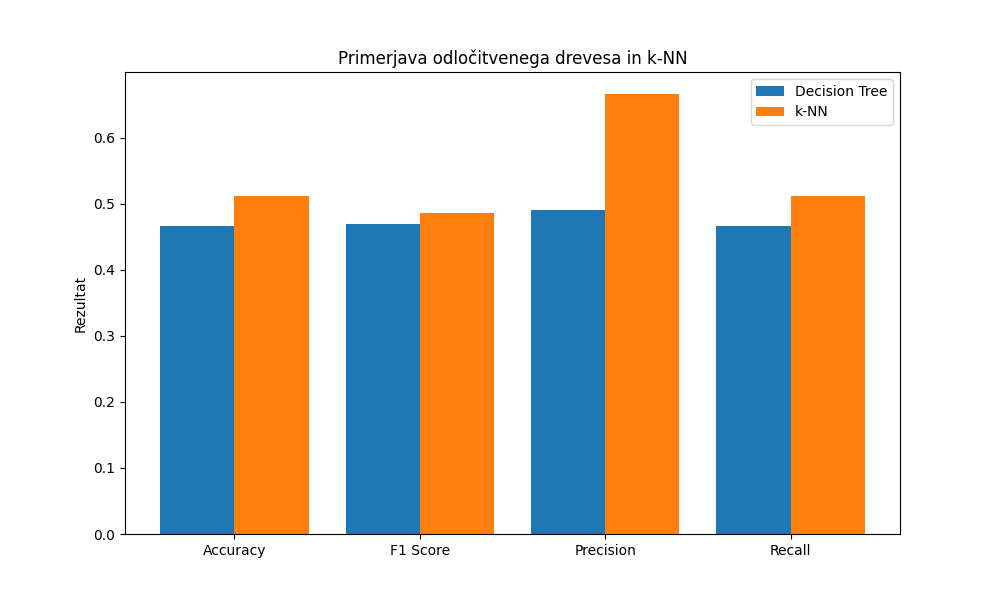 Primerjava odločitvenega drevesa in k-NN
Decision Tree
k-NN
Rezultat
0.6
0.5
0.4
0.3
0.2
0.1
0.0
Accuracy
F1 Score
Precision
Recall